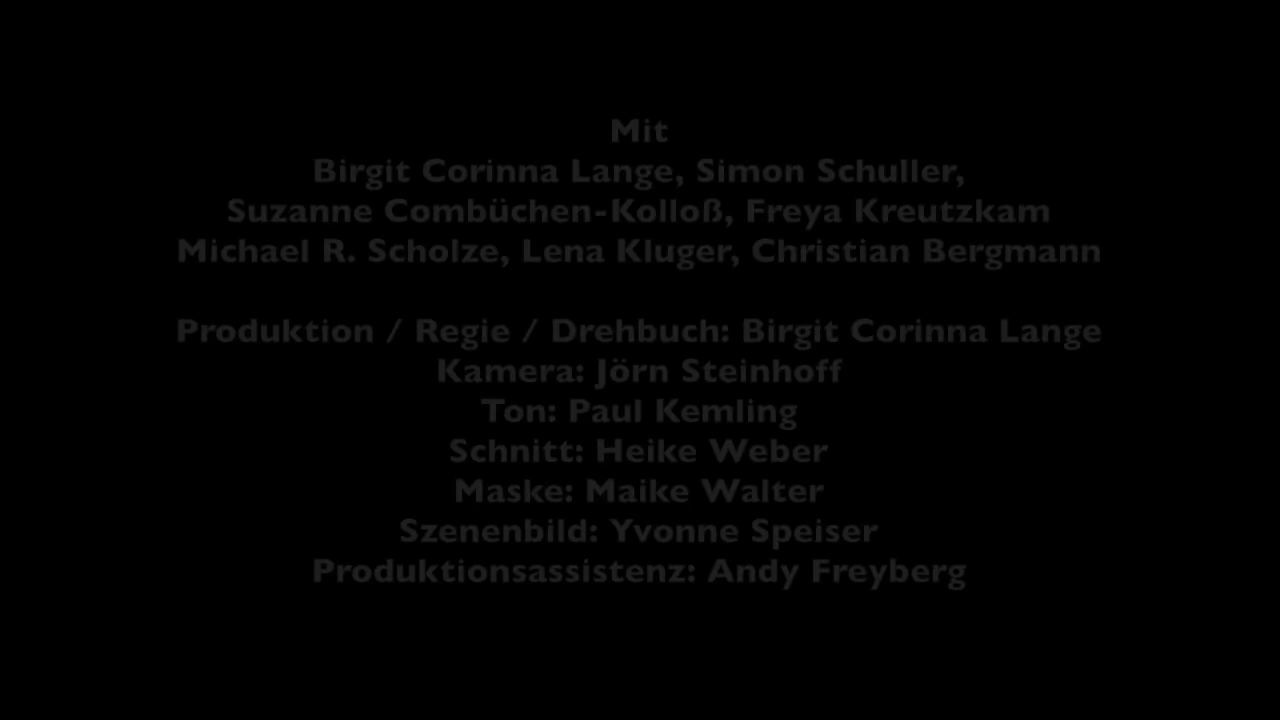 Mit
Birgit Corinna Lange, Simon Schuller,
Suzanne Combüchen-Kolloß, Freya Kreutzkam
Michael R. Scholze, Lena Kluger, Christian Bergmann
Produktion / Regie / Drehbuch: Birgit Corinna Lange
Kamera: Jörn Steinhoff
Ton: Paul Kemling
Schnitt: Heike Weber
Maske: Maike Walter
Szenenbild: Yvonne Speiser
Produktionsassistenz: Andy Freyberg